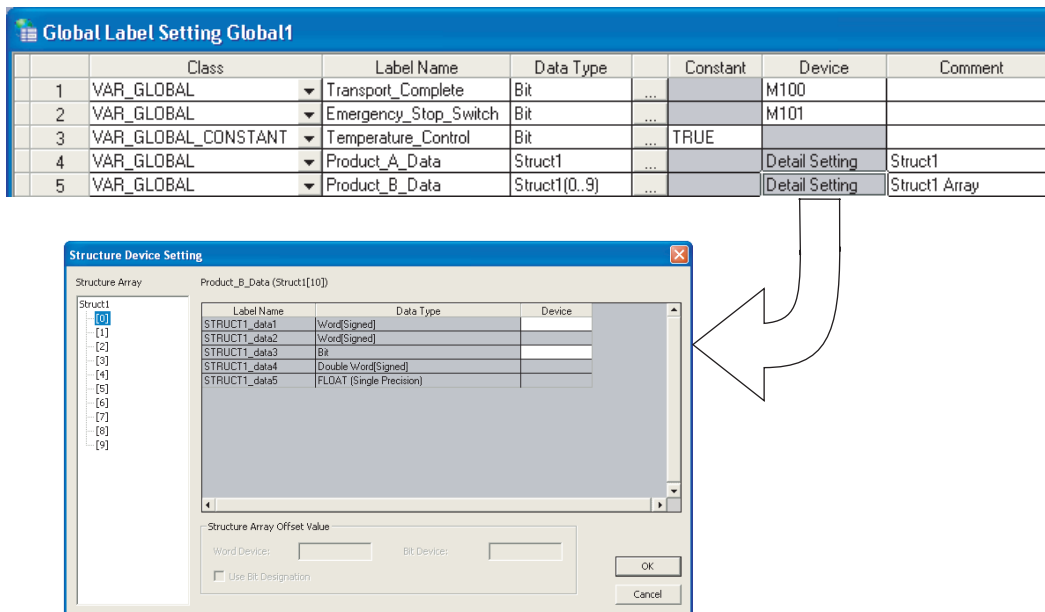 Global Label Setting Global1
Class Label Name Data Type Constant Device Comment
1 VAR_GLOBAL Transport_Complete Bit ... M100
2 VAR_GLOBAL Emergency_Stop_Switch Bit ... M101
3 VAR_GLOBAL_CONSTANT Temperature_Control Bit ... TRUE
4 VAR_GLOBAL Product_A_Data Struct1 ... Detail Setting Struct1
5 VAR_GLOBAL Product_B_Data Struct1(0..9) ... Detail Setting Struct1 Array
Structure Device Setting
Structure Array
Struct1
[0]
[1]
[2]
[3]
[4]
[5]
[6]
[7]
[8]
[9]
Product_B_Data (Struct1[10])
Label Name Data Type Device
STRUCT1_data1 Word[Signed]
STRUCT1_data2 Word[Signed]
STRUCT1_data3 Bit
STRUCT1_data4 Double Word[Signed]
STRUCT1_data5 FLOAT (Single Precision)
Structure Array Offset Value
Word Device: Bit Device:
Use Bit Designation
OK
Cancel